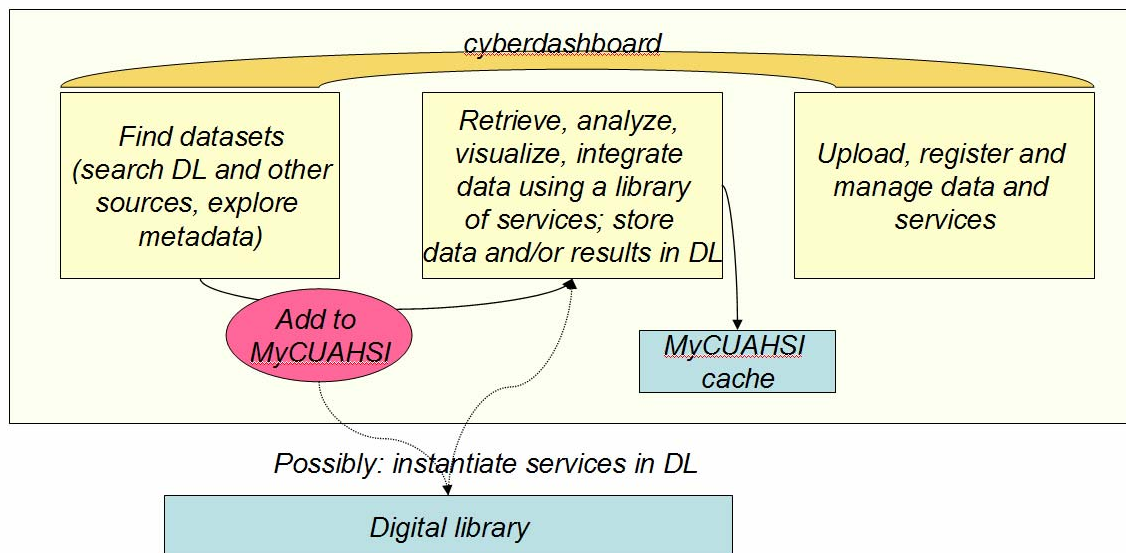 cyberdashboard
Find datasets
(search DL and other
sources, explore
metadata)
Retrieve, analyze,
visualize, integrate
data using a library
of services; store
data and/or results in DL
Upload, register and
manage data and
services
Add to
MyCUAHSI
MyCUAHSI
cache
Possibly: instantiate services in DL
Digital library